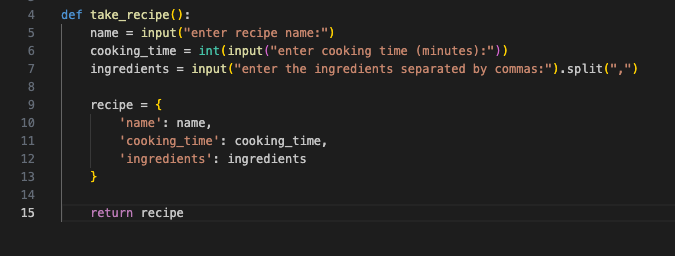 4 def take_recipe():
5 name = input("enter recipe name:")
6 cooking_time = int(input("enter cooking time (minutes):"))
7 ingredients = input("enter the ingredients separated by commas:").split(",")
8
9 recipe = {
10 'name': name,
11 'cooking_time': cooking_time,
12 'ingredients': ingredients
13 }
14
15 return recipe